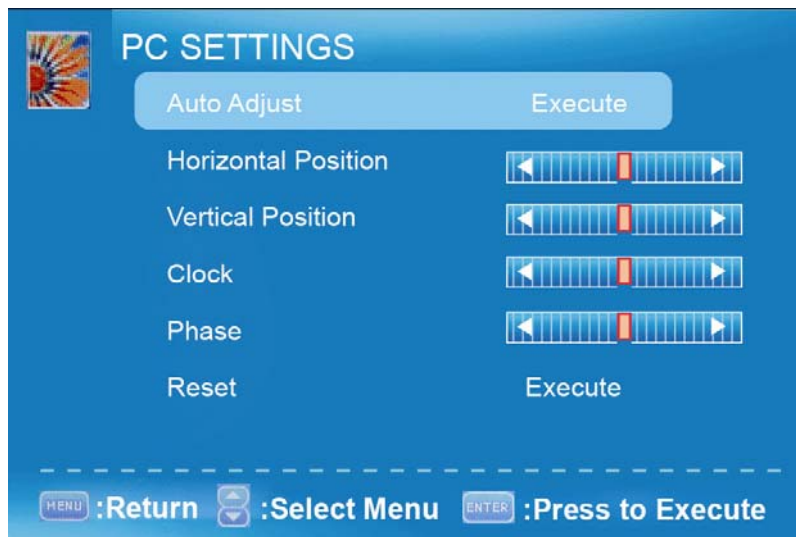 PC SETTINGS
Auto Adjust Execute
Horizontal Position
Vertical Position
Clock
Phase
Reset Execute
MENU :Return :Select Menu ENTER :Press to Execute